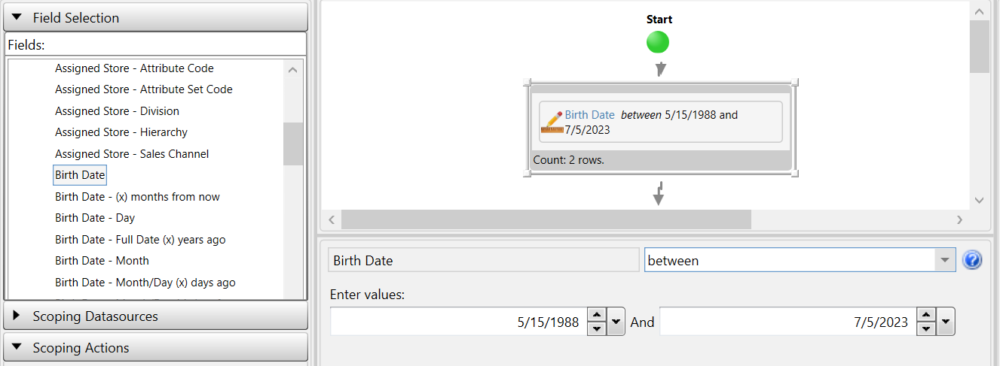 Field Selection
Fields:
Assigned Store - Attribute Code
Assigned Store - Attribute Set Code
Assigned Store - Division
Assigned Store - Hierarchy
Assigned Store - Sales Channel
Birth Date
Birth Date - (x) months from now
Birth Date - Day
Birth Date - Full Date (x) years ago
Birth Date - Month
Birth Date - Month/Day (x) days ago
Scoping Datasources
Scoping Actions
Start
Birth Date between 5/15/1988 and
7/5/2023
Count: 2 rows.
Birth Date between
Enter values:
5/15/1988 And 7/5/2023